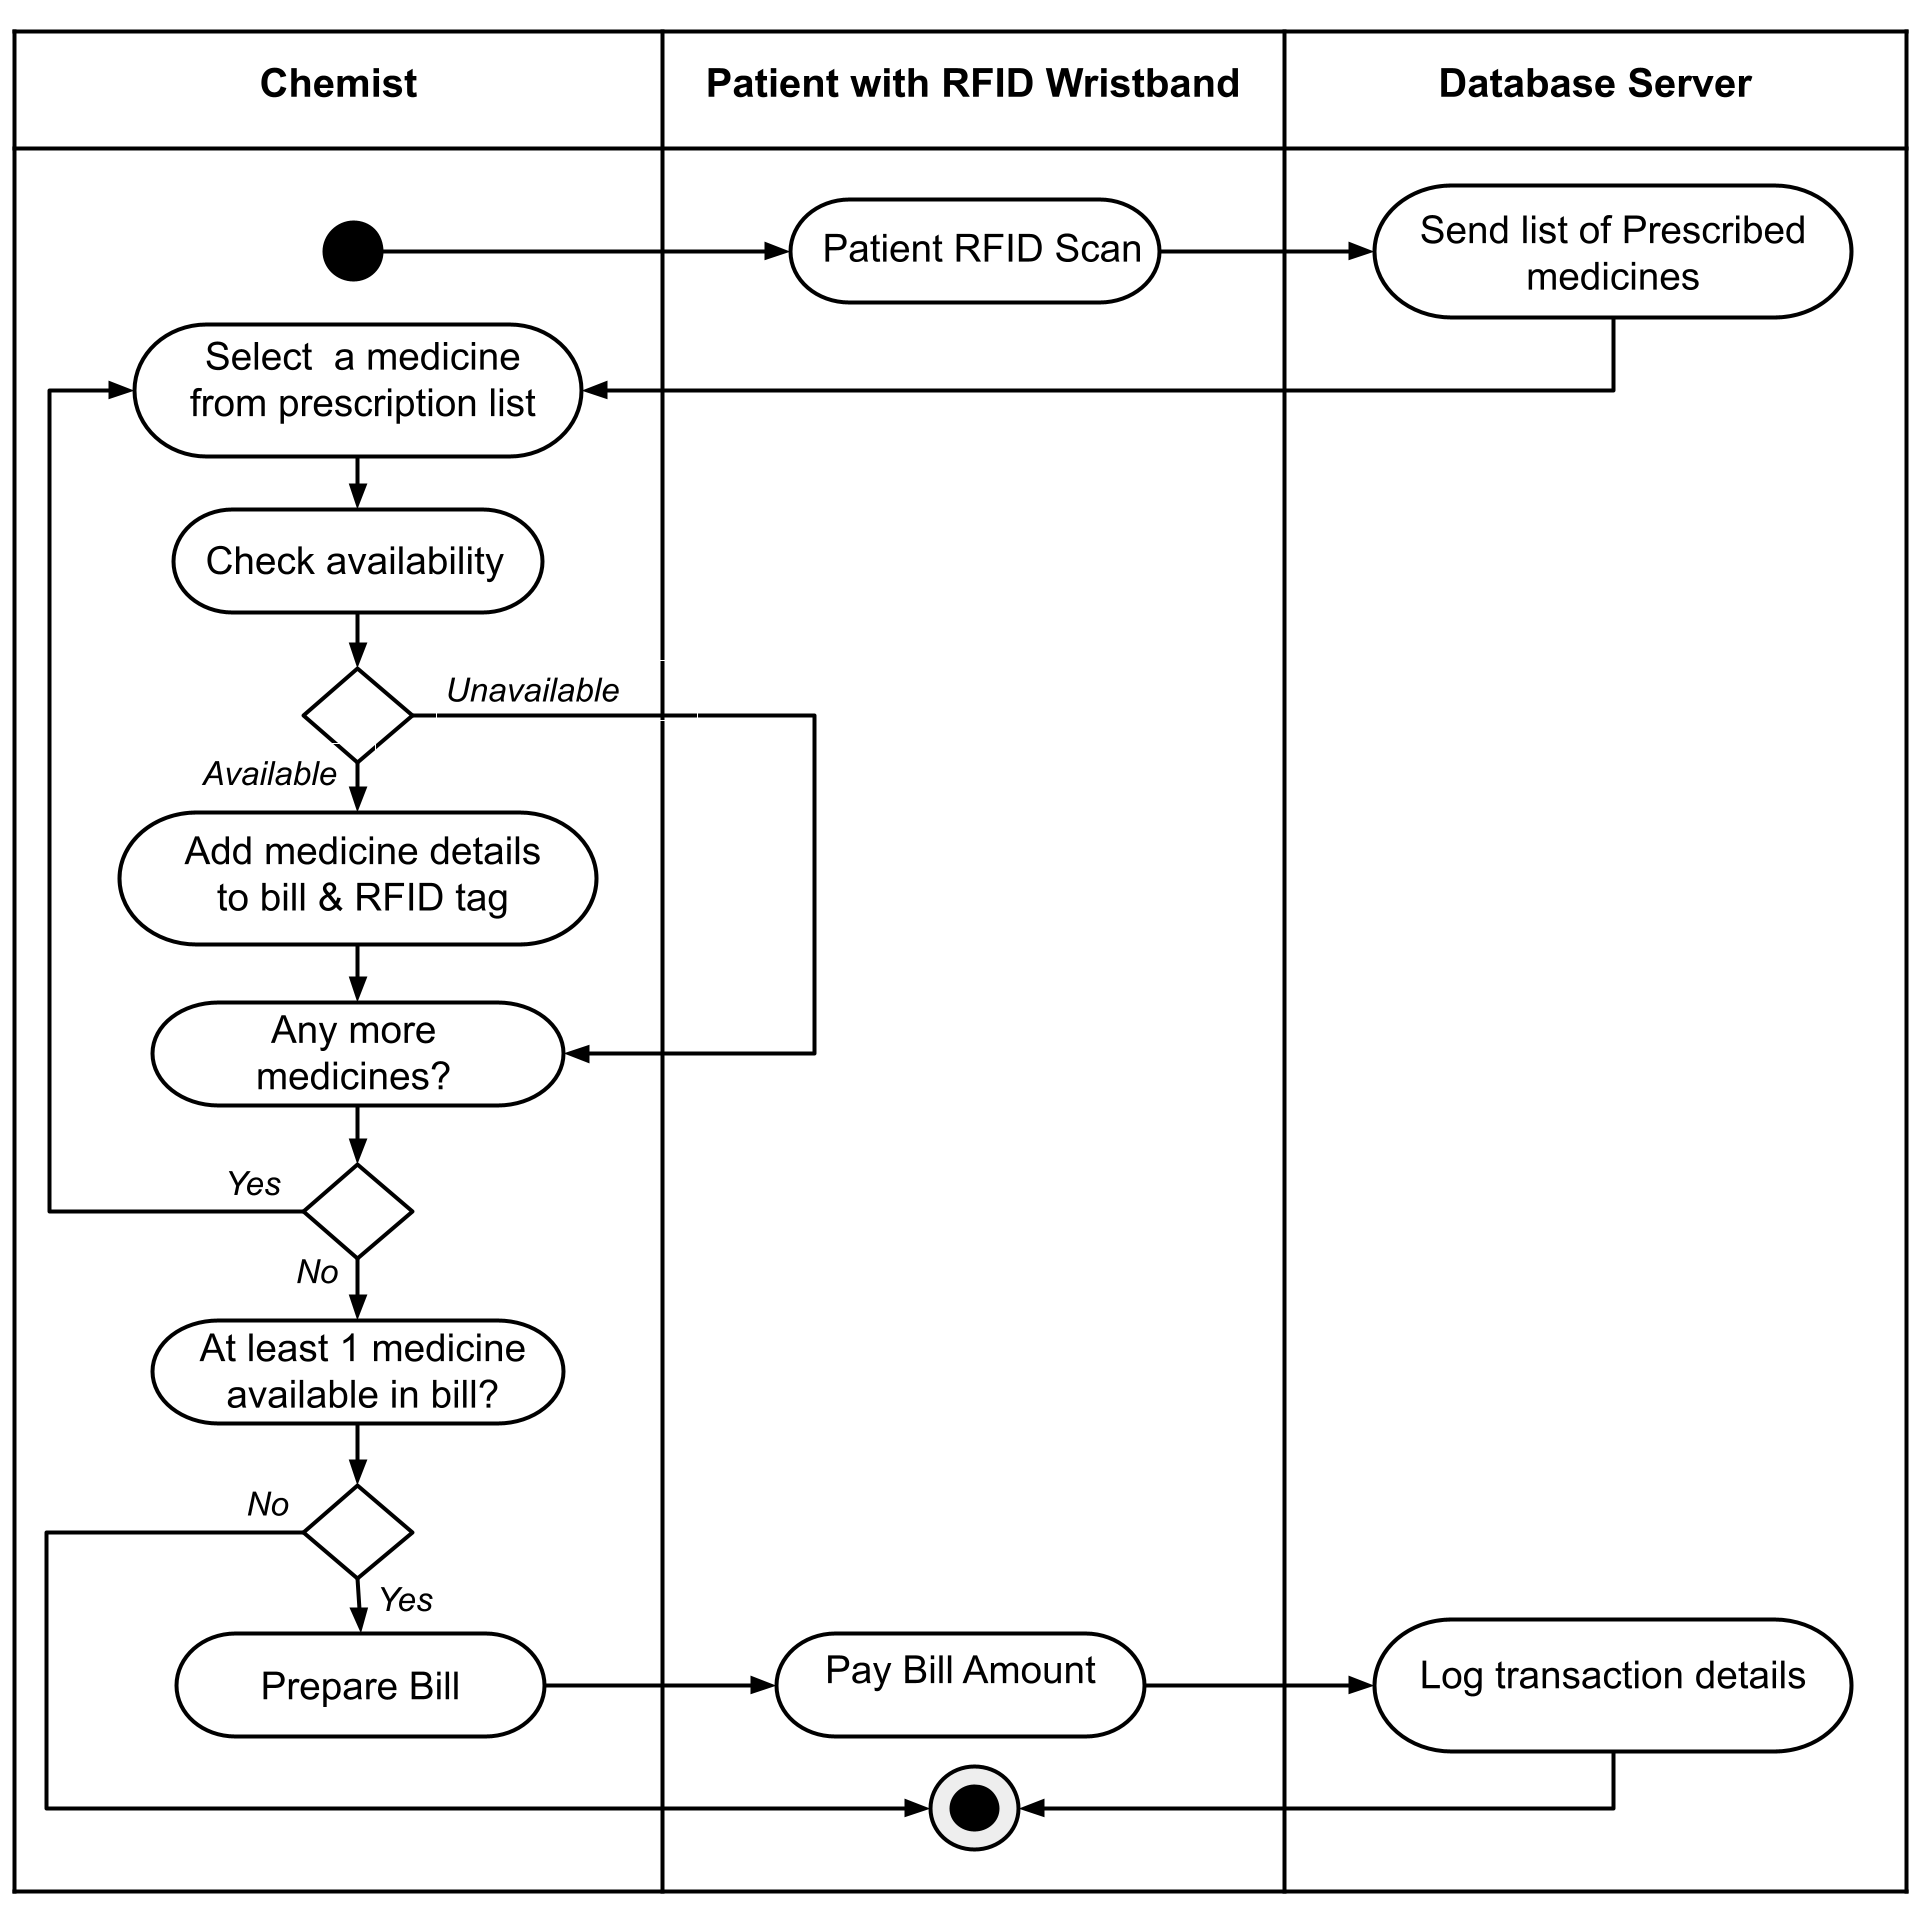 Chemist
Patient with RFID Wristband
Database Server
Patient RFID Scan
Send list of Prescribed
medicines
Select  a medicine
from prescription list
Check availability
Unavailable
Available
Add medicine details
to bill & RFID tag
Any more
medicines?
Yes
No
At least 1 medicine
available in bill?
No
Yes
Prepare Bill
Pay Bill Amount
Log transaction details